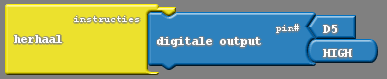 instructies
herhaal
digitale output
pin#
D5
HIGH